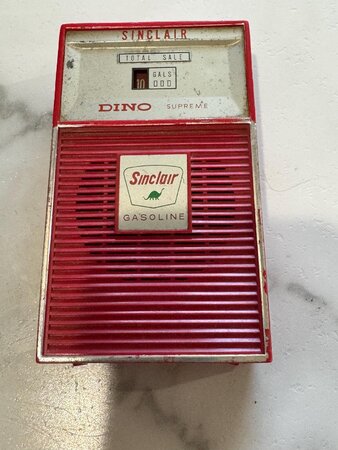 SINCLAIR
TOTAL SALE
10 GALS
000
DINO SUPREME
Sinclair
GASOLINE